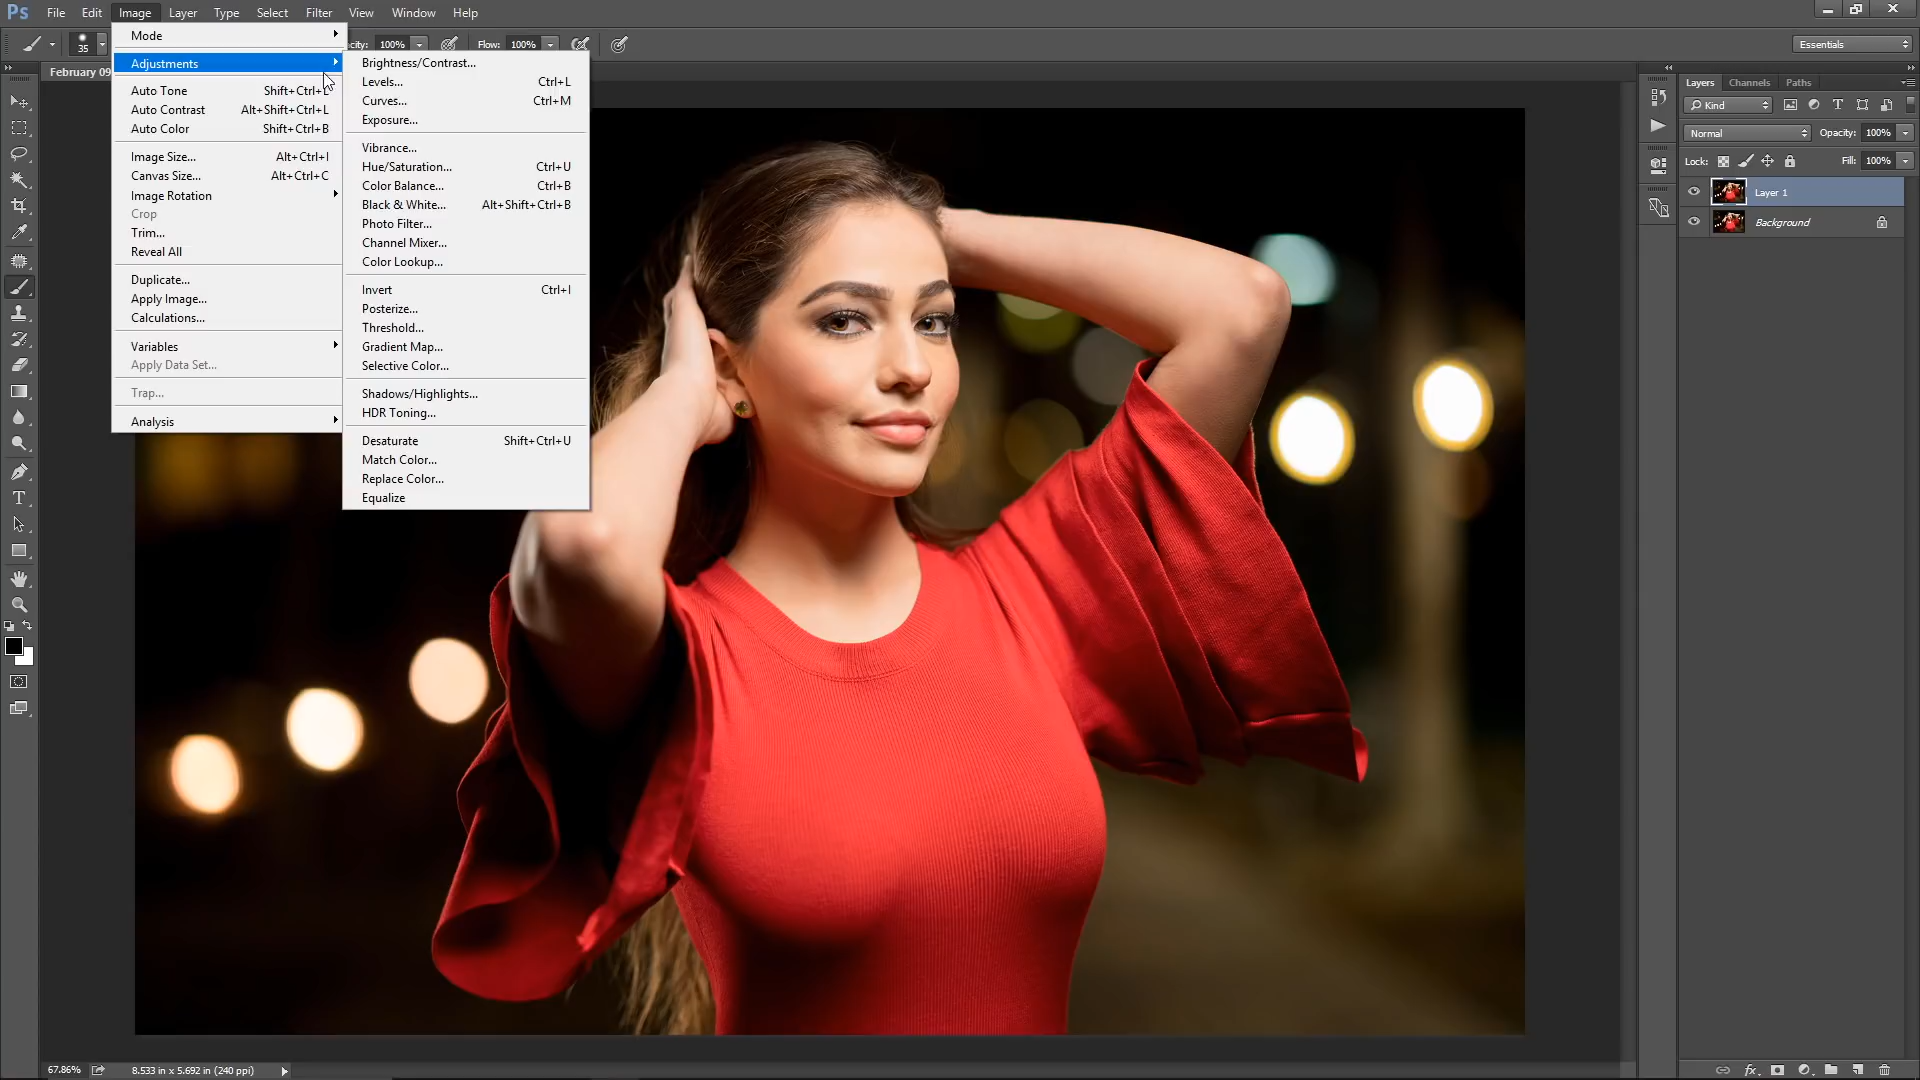 Ps File Edit Image Layer Type Select Filter View Window Help
35 100% Flow: 100% Essentials
February 09
Mode
Adjustments
Auto Tone
Auto Contrast Alt+Shift+Ctrl+L
Auto Color Shift+Ctrl+B
Image Size... Alt+Ctrl+I
Canvas Size... Alt+Ctrl+C
Image Rotation
Crop
Trim...
Reveal All
Duplicate...
Apply Image...
Calculations...
Variables
Apply Data Set...
Trap...
Analysis
Brightness/Contrast...
Levels... Ctrl+L
Curves... Ctrl+M
Exposure...
Vibrance...
Hue/Saturation... Ctrl+U
Color Balance... Ctrl+B
Black & White... Alt+Shift+Ctrl+B
Photo Filter...
Channel Mixer...
Color Lookup...
Invert Ctrl+I
Posterize...
Threshold...
Gradient Map...
Selective Color...
Shadows/Highlights...
HDR Toning...
Desaturate Shift+Ctrl+U
Match Color...
Replace Color...
Equalize
Layers Channels Paths
Kind
Normal Opacity: 100%
Lock: Fill: 100%
Layer 1
Background
67.86% 8.533 in x 5.692 in (240 ppi)